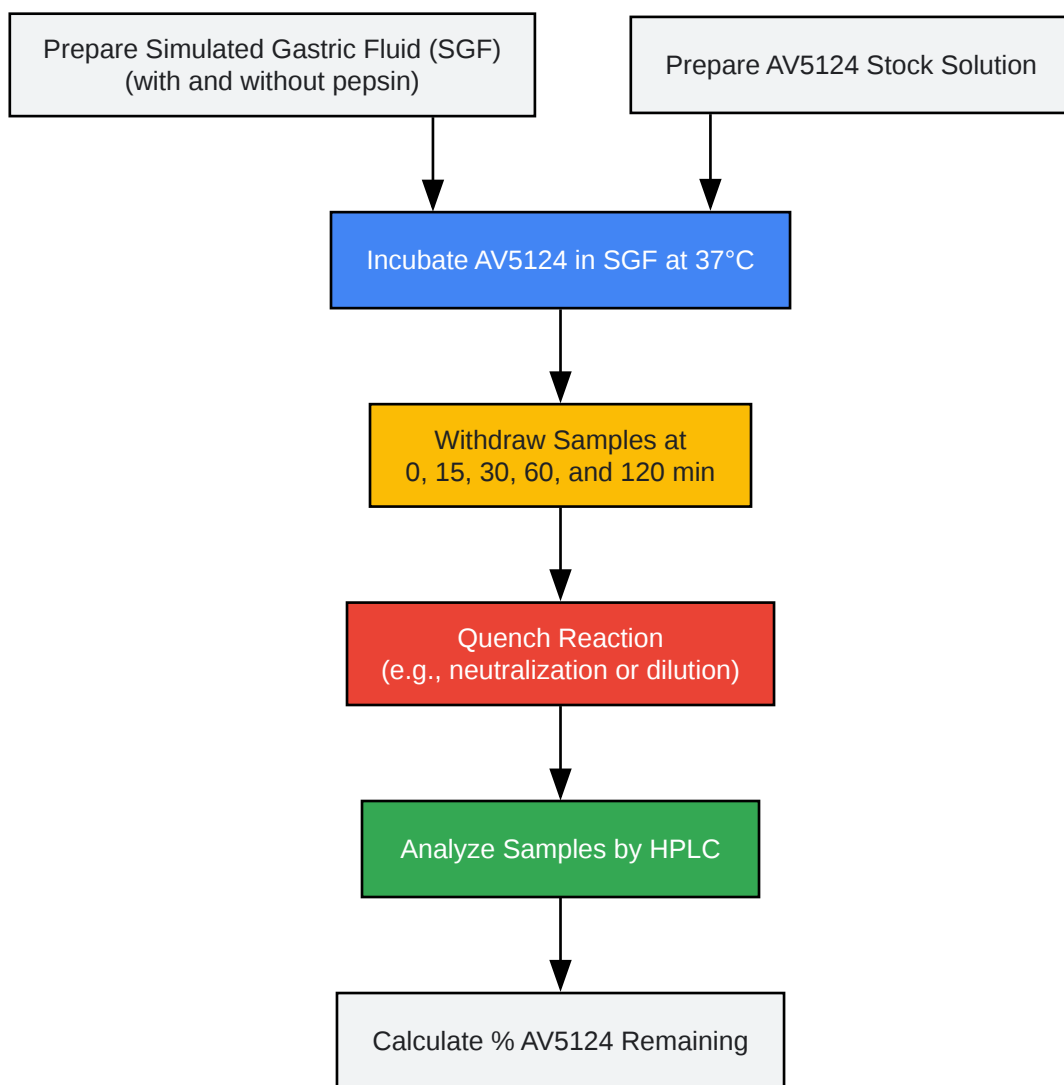 Prepare Simulated Gastric Fluid (SGF)
(with and without pepsin)
Prepare AV5124 Stock Solution
Incubate AV5124 in SGF at 37°C
Withdraw Samples at
0, 15, 30, 60, and 120 min
Quench Reaction
(e.g., neutralization or dilution)
Analyze Samples by HPLC
Calculate % AV5124 Remaining